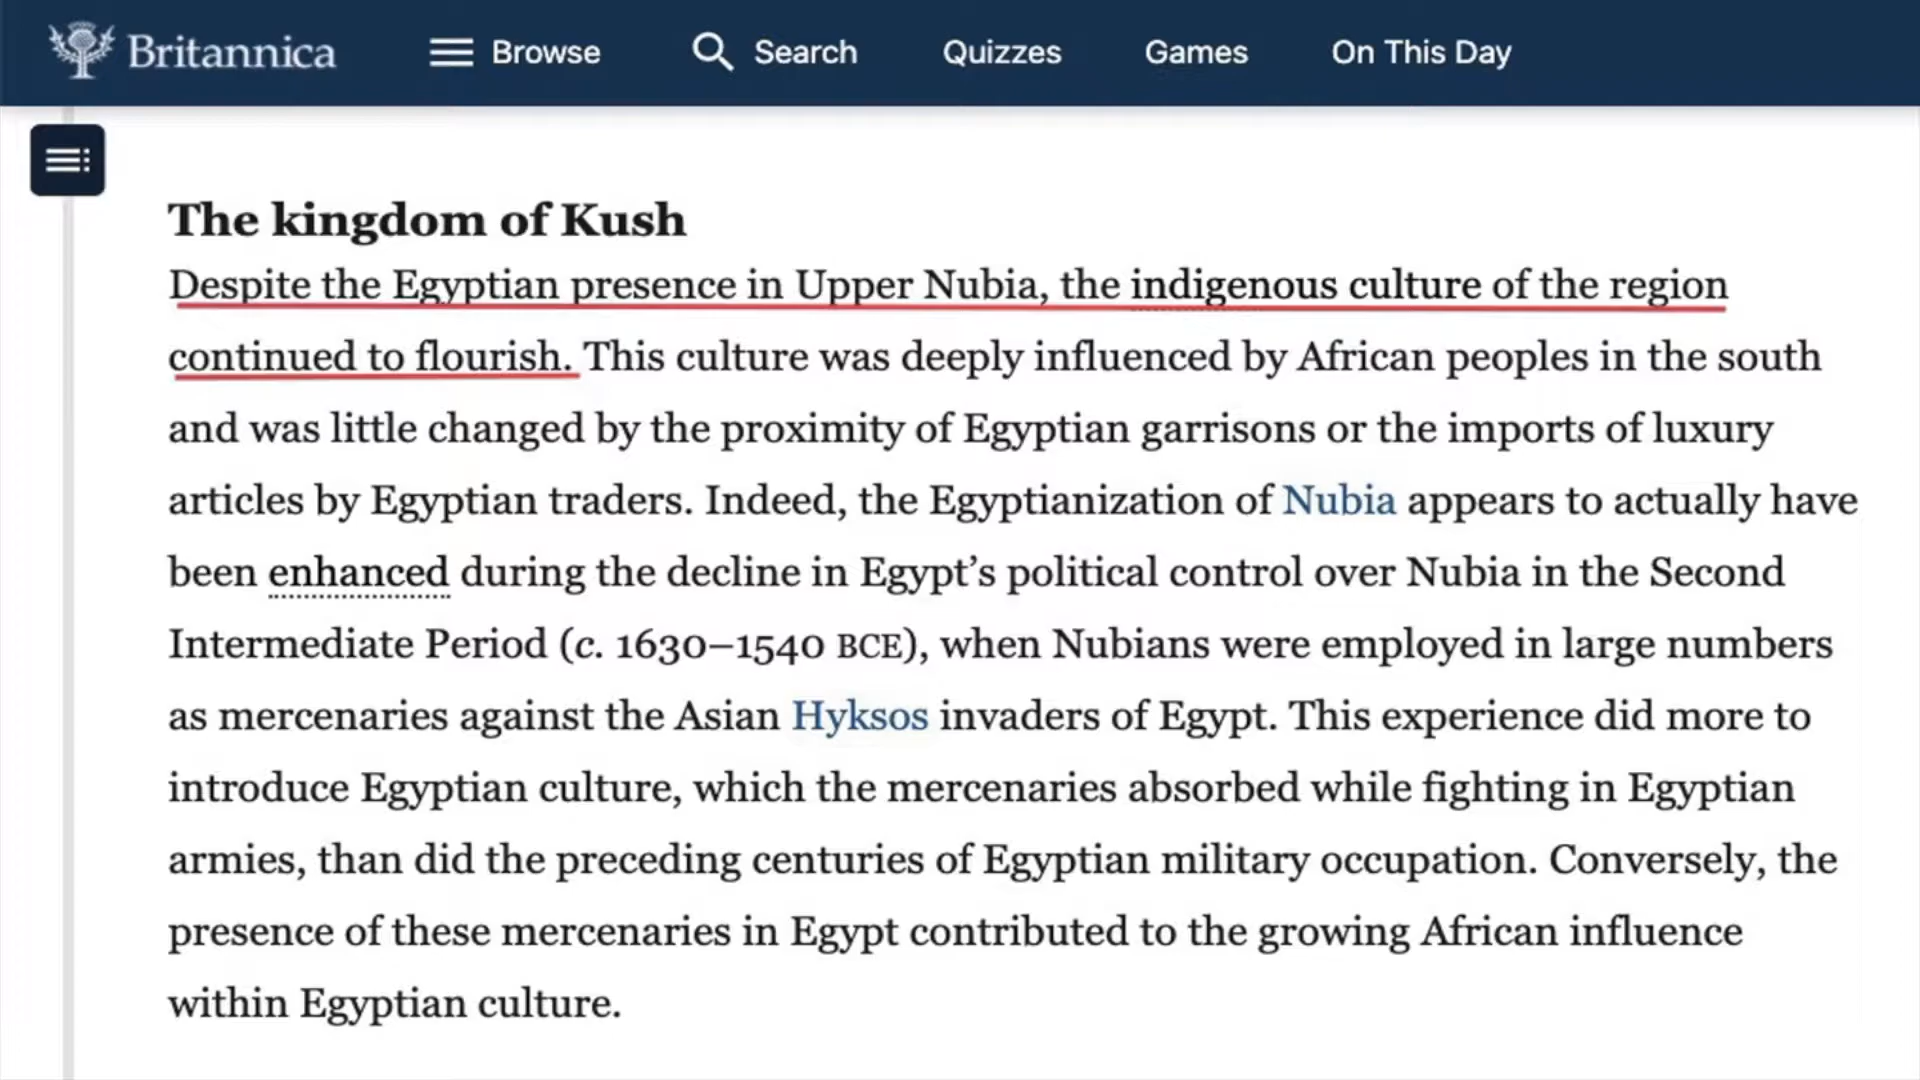 Britannica Browse Search Quizzes Games On This Day
The kingdom of Kush
Despite the Egyptian presence in Upper Nubia, the indigenous culture of the region
continued to flourish. This culture was deeply influenced by African peoples in the south
and was little changed by the proximity of Egyptian garrisons or the imports of luxury
articles by Egyptian traders. Indeed, the Egyptianization of Nubia appears to actually have
been enhanced during the decline in Egypt’s political control over Nubia in the Second
Intermediate Period (c. 1630–1540 BCE), when Nubians were employed in large numbers
as mercenaries against the Asian Hyksos invaders of Egypt. This experience did more to
introduce Egyptian culture, which the mercenaries absorbed while fighting in Egyptian
armies, than did the preceding centuries of Egyptian military occupation. Conversely, the
presence of these mercenaries in Egypt contributed to the growing African influence
within Egyptian culture.